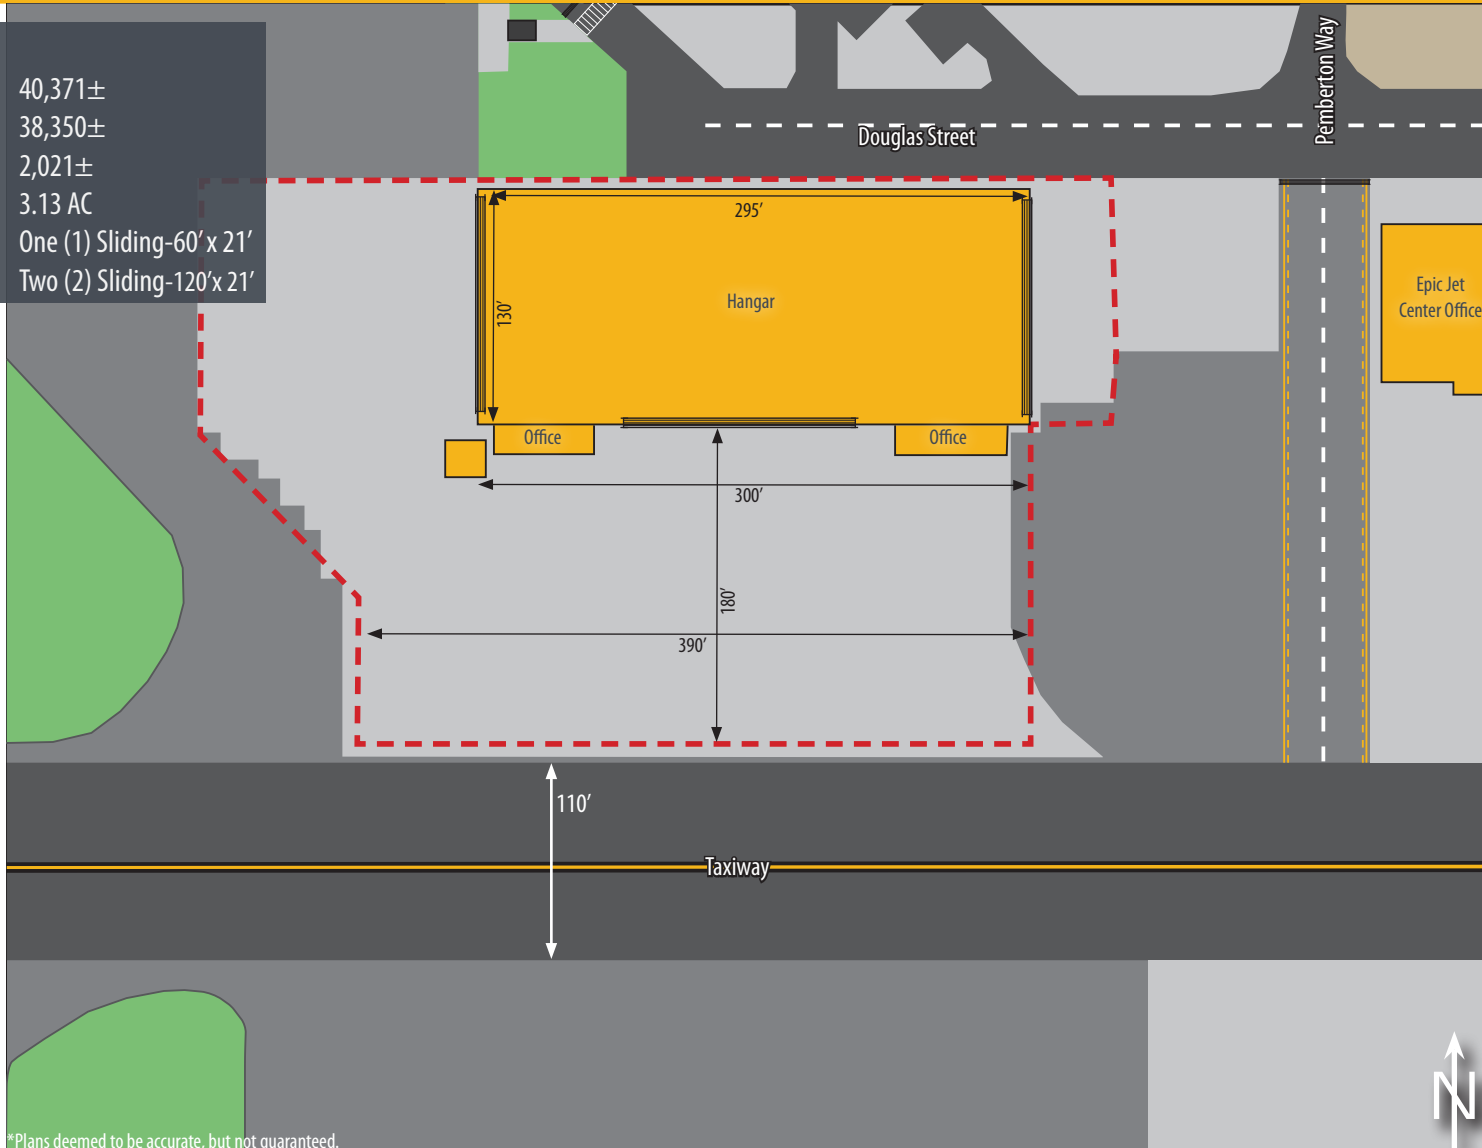 Pemberton Way
40,371±
38,350±
2,021±
3.13 AC
One (1) Sliding-60’x 21’
Two (2) Sliding-120’x 21’
Douglas Street
295’
130’
Hangar
Epic Jet
Center Office
Office
Office
300’
180’
390’
110’
Taxiway
N
*Plans deemed to be accurate, but not guaranteed.